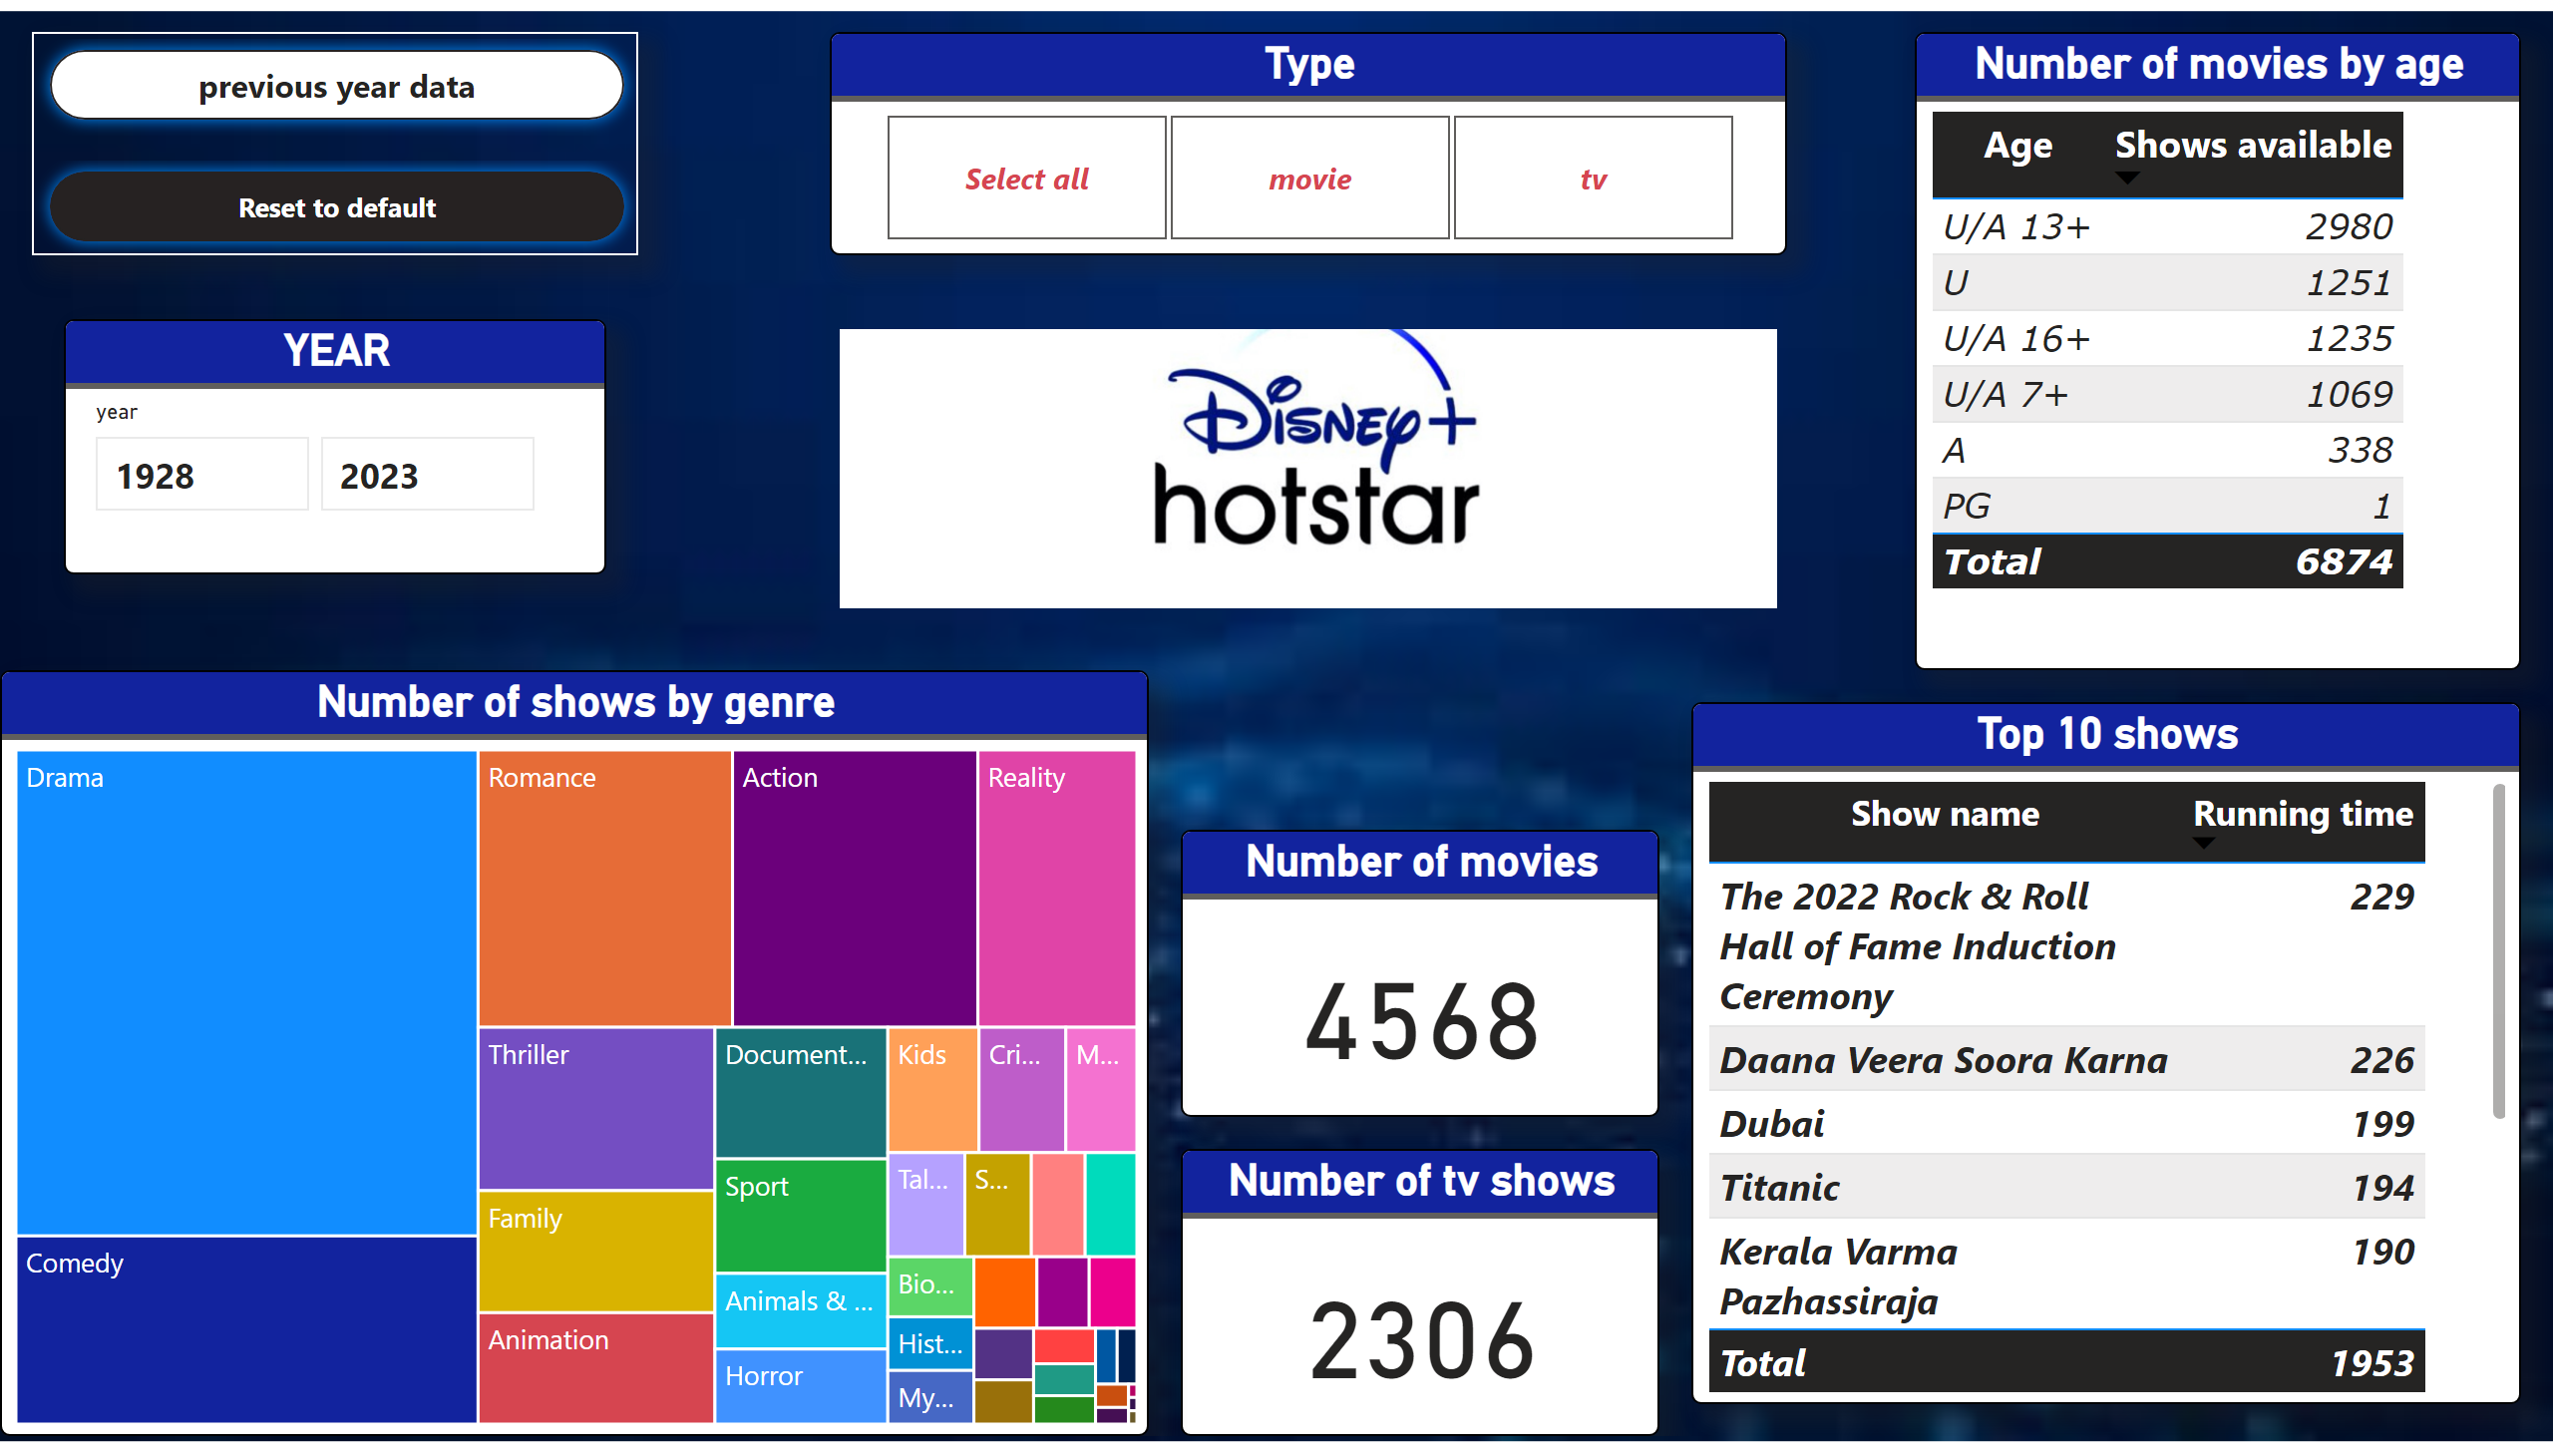 previous year data
Reset to default
Type
Select all
movie
tv
Number of movies by age
Age Shows available
U/A 13+ 2980
U 1251
U/A 16+ 1235
U/A 7+ 1069
A 338
PG 1
Total 6874
YEAR
year
1928 2023
Disney+
hotstar
Number of shows by genre
Drama
Romance
Action
Reality
Thriller
Document...
Kids
Cri...
M...
Family
Sport
Tal...
S...
Comedy
Animation
Animals & ...
Bio...
Hist...
Horror
My...
Number of movies
4568
Number of tv shows
2306
Top 10 shows
Show name Running time
The 2022 Rock & Roll 229
Hall of Fame Induction
Ceremony
Daana Veera Soora Karna 226
Dubai 199
Titanic 194
Kerala Varma 190
Pazhassiraja
Total 1953